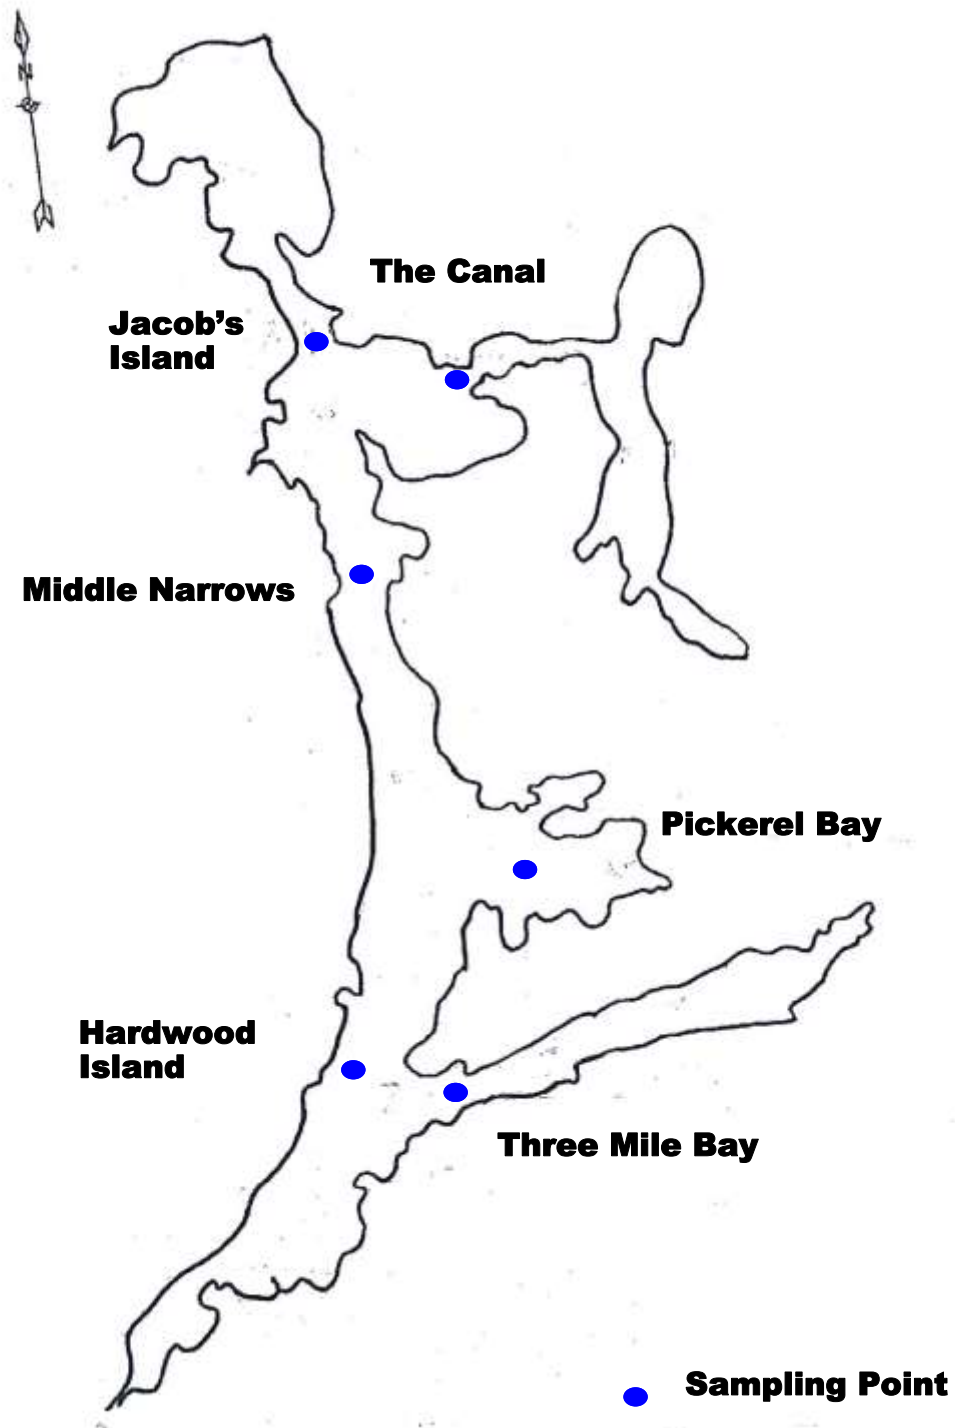 N
The Canal
Jacob's
Island
Middle Narrows
Pickerel Bay
Hardwood
Island
Three Mile Bay
Sampling Point